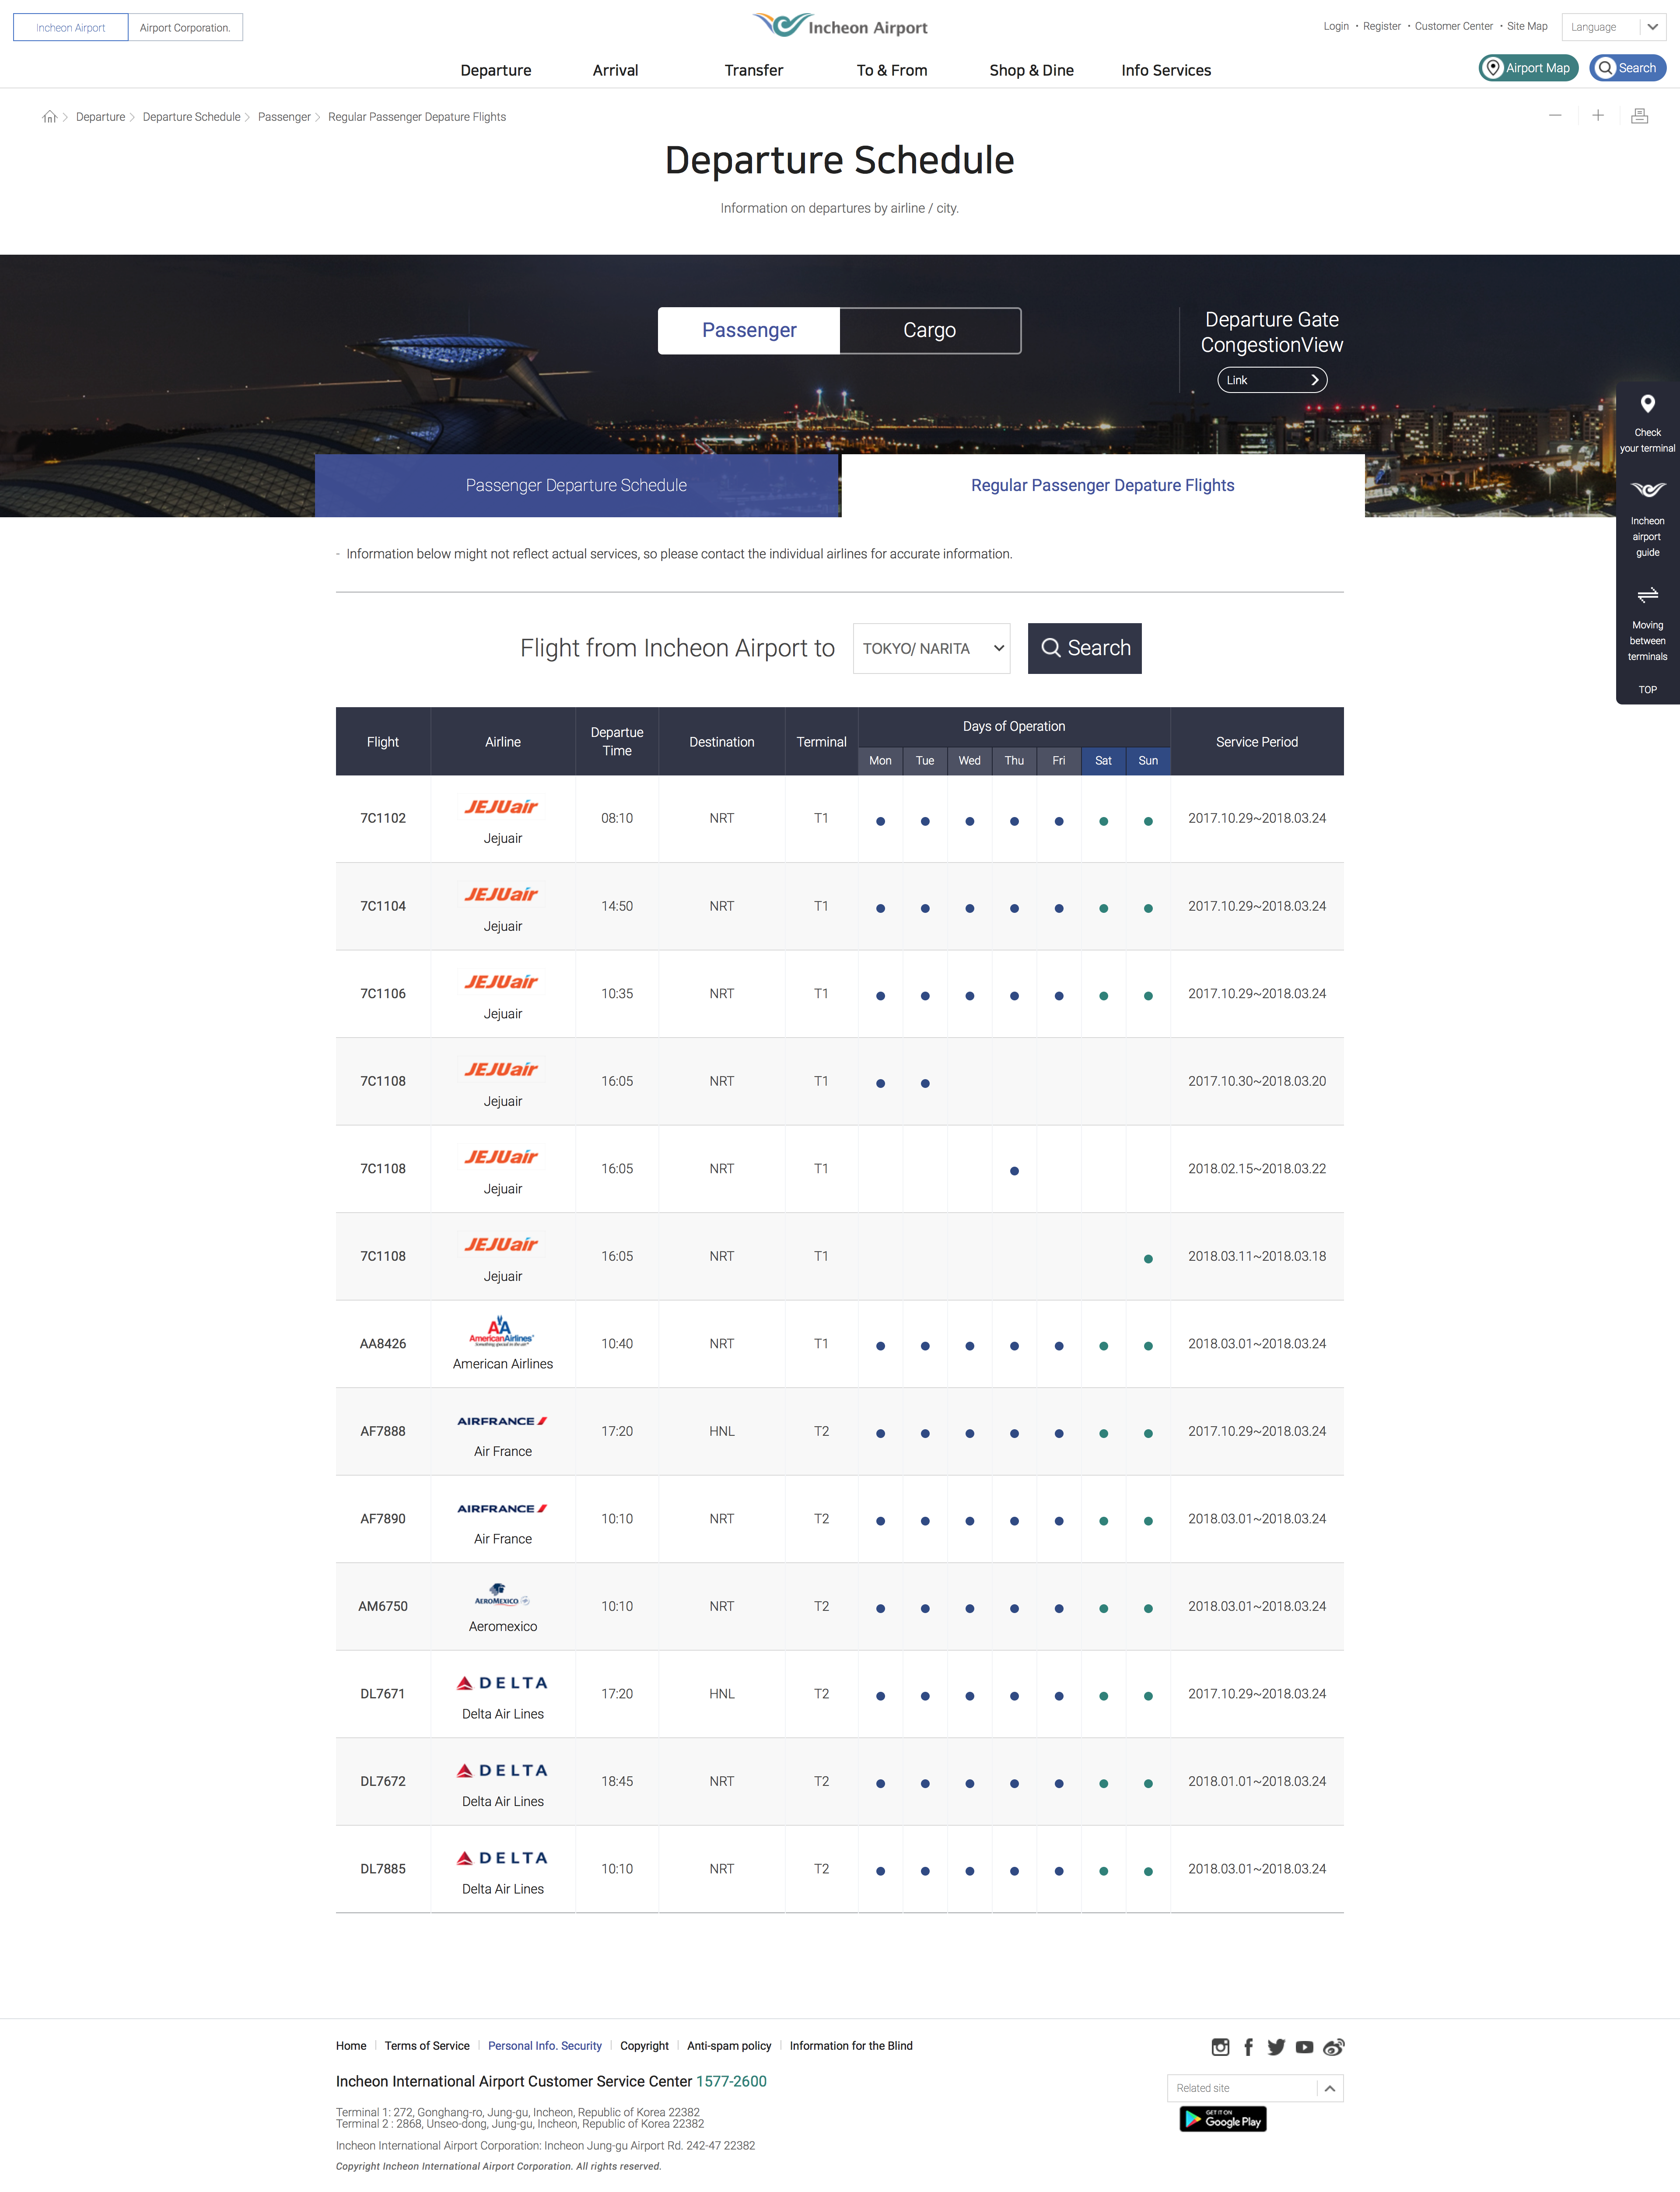 Incheon Airport
Airport Corporation.
Incheon Airport
Login · Register · Customer Center · Site Map
Language
Departure Arrival Transfer To & From Shop & Dine Info Services
Airport Map
Search
Departure > Departure Schedule > Passenger > Regular Passenger Depature Flights
Departure Schedule
Information on departures by airline / city.
Passenger
Cargo
Departure Gate
CongestionView
Link
Passenger Departure Schedule
Regular Passenger Depature Flights
Check
your terminal
Incheon
airport
guide
Moving
between
terminals
TOP
- Information below might not reflect actual services, so please contact the individual airlines for accurate information.
Flight from Incheon Airport to TOKYO/ NARITA Search
Flight Airline Departue Time Destination Terminal Days of Operation Service Period
Mon Tue Wed Thu Fri Sat Sun
JEJUair
7C1102 Jejuair 08:10 NRT T1 ● ● ● ● ● ● ● 2017.10.29~2018.03.24
JEJUair
7C1104 Jejuair 14:50 NRT T1 ● ● ● ● ● ● ● 2017.10.29~2018.03.24
JEJUair
7C1106 Jejuair 10:35 NRT T1 ● ● ● ● ● ● ● 2017.10.29~2018.03.24
JEJUair
7C1108 Jejuair 16:05 NRT T1 ● ● 2017.10.30~2018.03.20
JEJUair
7C1108 Jejuair 16:05 NRT T1 ● 2018.02.15~2018.03.22
JEJUair
7C1108 Jejuair 16:05 NRT T1 ● 2018.03.11~2018.03.18
AA
AmericanAirlines
Something special in the air
AA8426 American Airlines 10:40 NRT T1 ● ● ● ● ● ● ● 2018.03.01~2018.03.24
AIRFRANCE
AF7888 Air France 17:20 HNL T2 ● ● ● ● ● ● ● 2017.10.29~2018.03.24
AIRFRANCE
AF7890 Air France 10:10 NRT T2 ● ● ● ● ● ● ● 2018.03.01~2018.03.24
AEROMEXICO
AM6750 Aeromexico 10:10 NRT T2 ● ● ● ● ● ● ● 2018.03.01~2018.03.24
DELTA
DL7671 Delta Air Lines 17:20 HNL T2 ● ● ● ● ● ● ● 2017.10.29~2018.03.24
DELTA
DL7672 Delta Air Lines 18:45 NRT T2 ● ● ● ● ● ● ● 2018.01.01~2018.03.24
DELTA
DL7885 Delta Air Lines 10:10 NRT T2 ● ● ● ● ● ● ● 2018.03.01~2018.03.24
Home | Terms of Service | Personal Info. Security | Copyright | Anti-spam policy | Information for the Blind
Incheon International Airport Customer Service Center 1577-2600
Related site
Terminal 1: 272, Gonghang-ro, Jung-gu, Incheon, Republic of Korea 22382
Terminal 2 : 2868, Unseo-dong, Jung-gu, Incheon, Republic of Korea 22382
GET IT ON
Google Play
Incheon International Airport Corporation: Incheon Jung-gu Airport Rd. 242-47 22382
Copyright Incheon International Airport Corporation. All rights reserved.